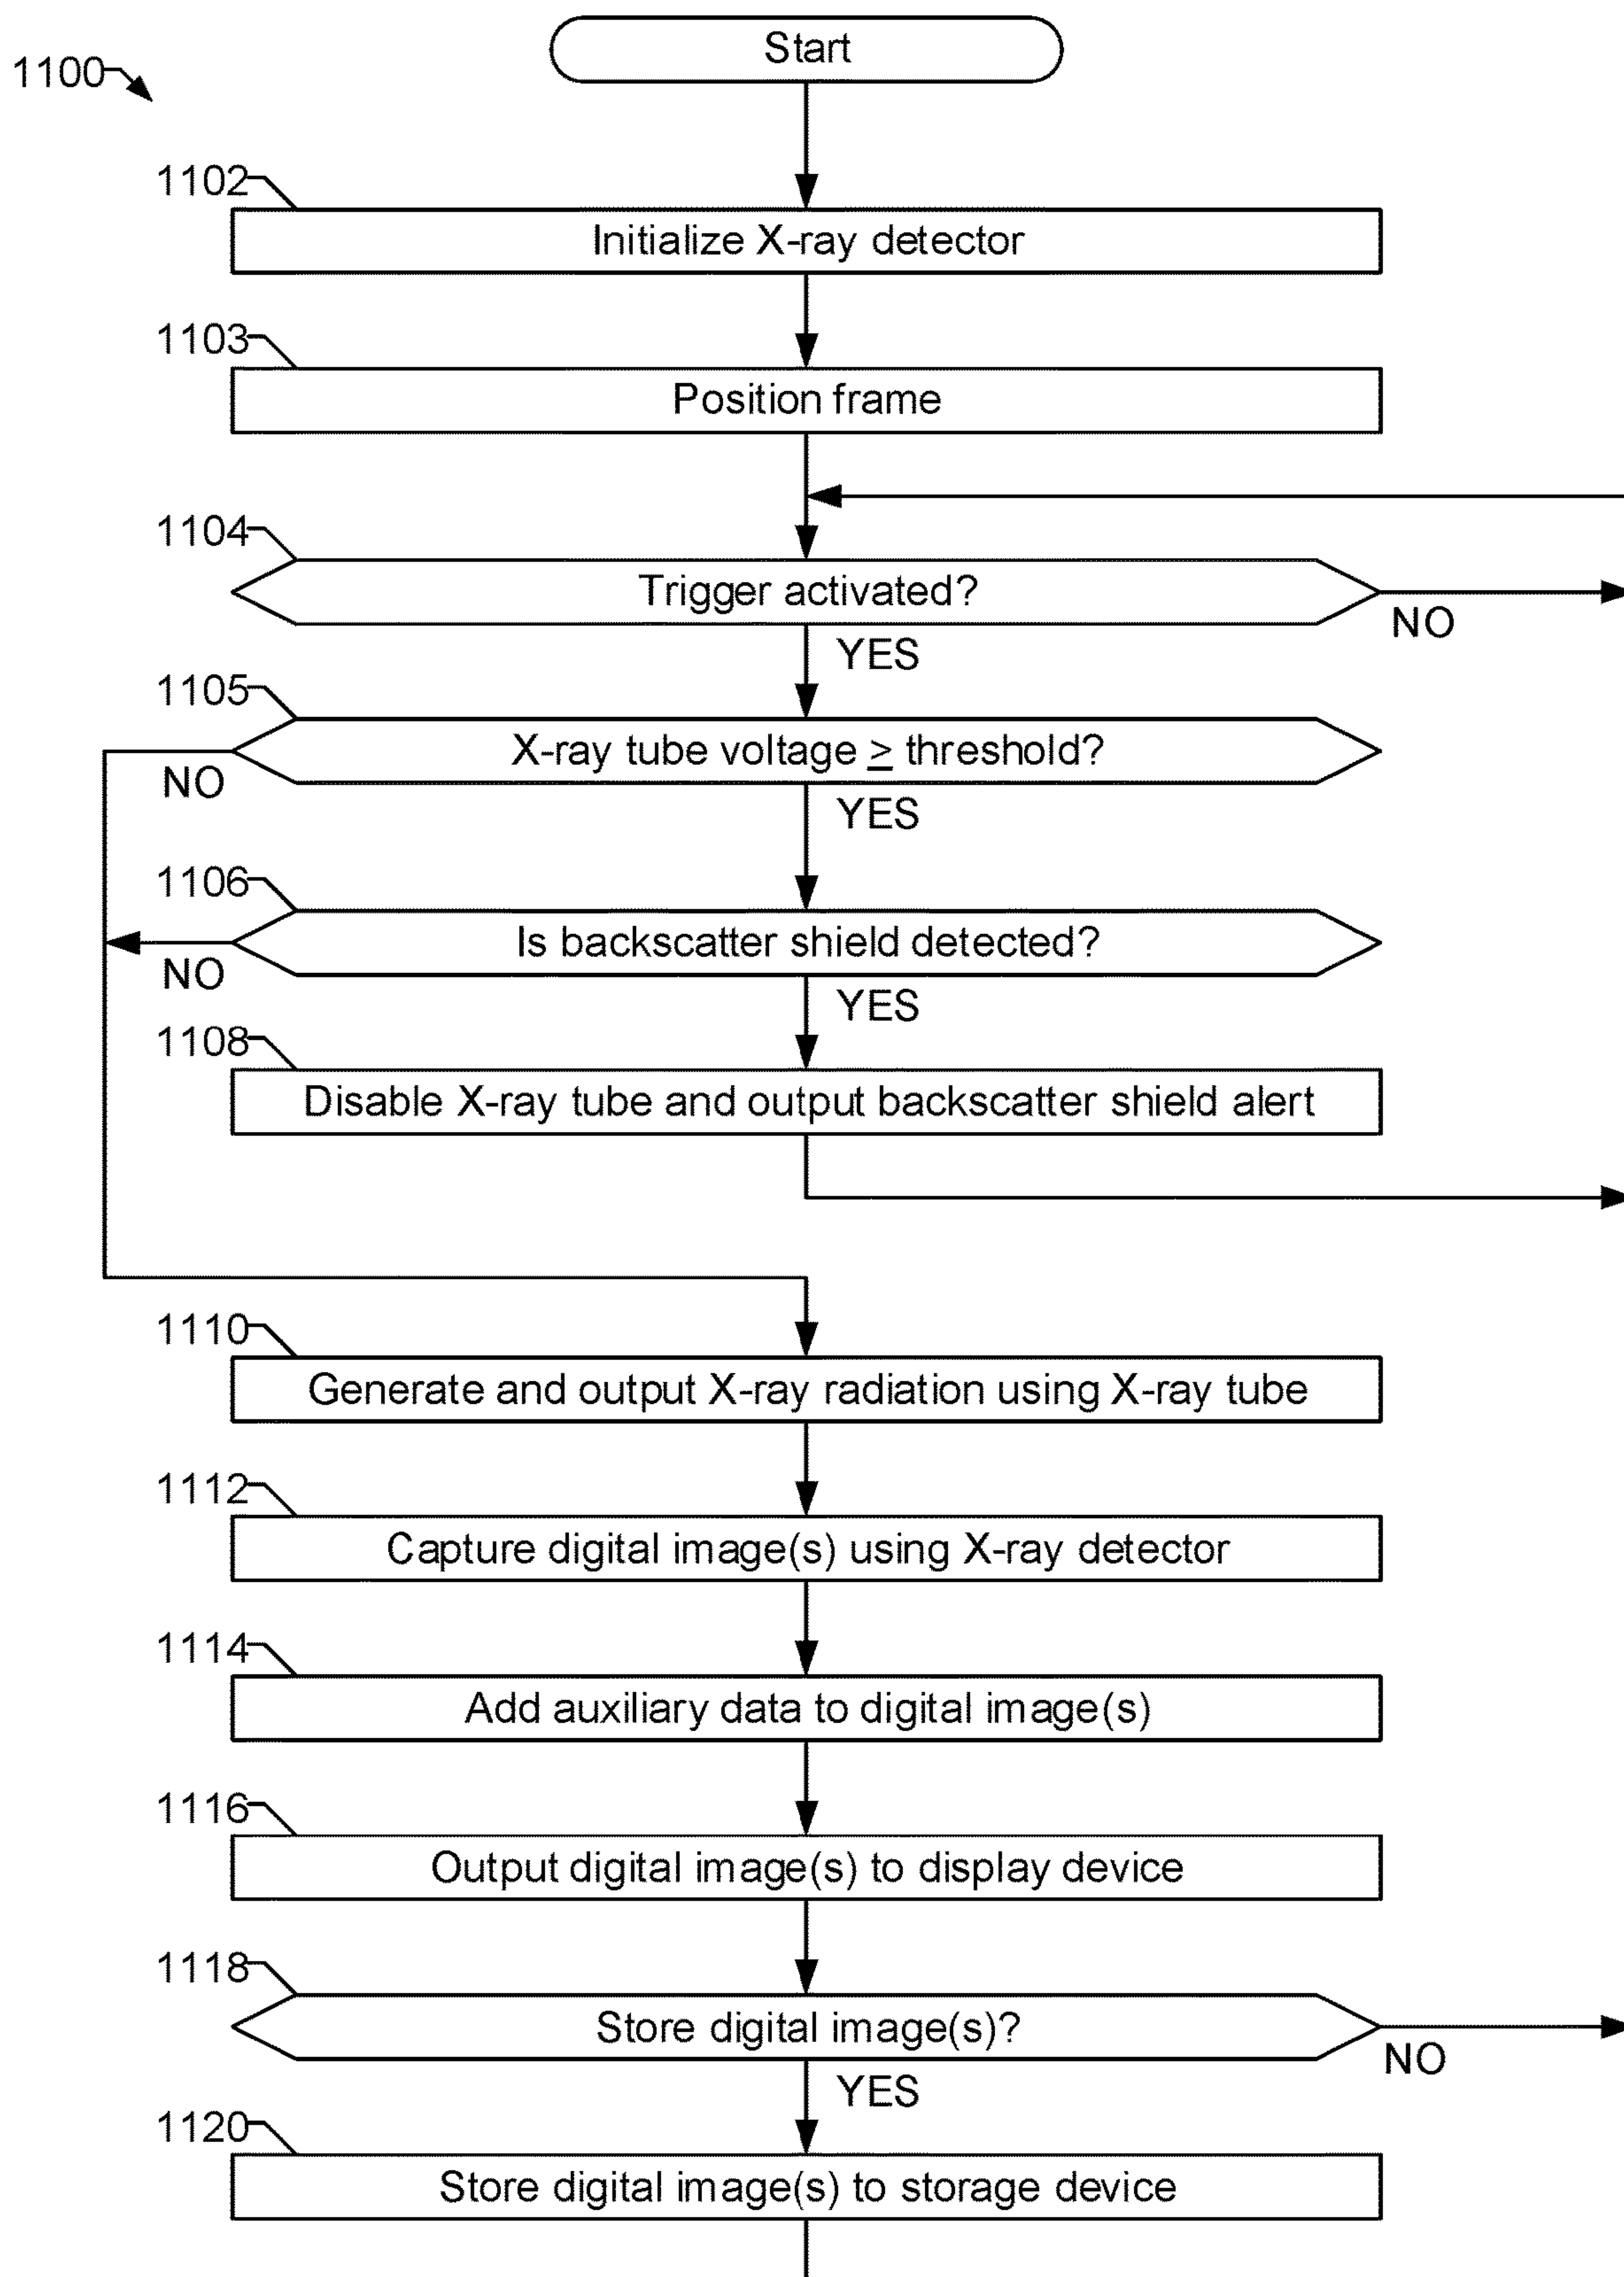 Start
1100
1102
Initialize X-ray detector
1103
Position frame
1104
Trigger activated?
NO
YES
1105
X-ray tube voltage ≥ threshold?
NO
YES
1106
Is backscatter shield detected?
NO
YES
1108
Disable X-ray tube and output backscatter shield alert
1110
Generate and output X-ray radiation using X-ray tube
1112
Capture digital image(s) using X-ray detector
1114
Add auxiliary data to digital image(s)
1116
Output digital image(s) to display device
1118
Store digital image(s)?
NO
YES
1120
Store digital image(s) to storage device